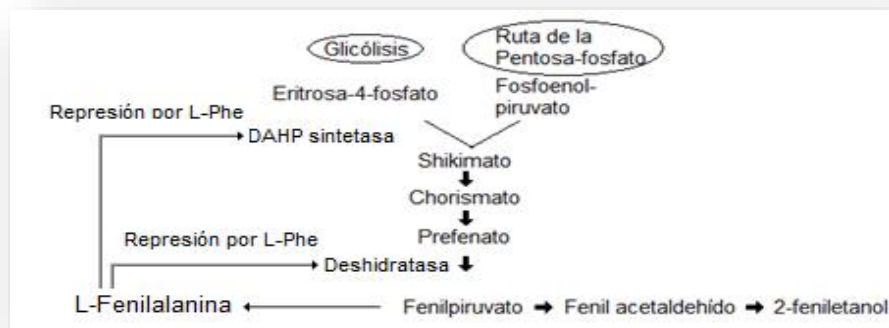 Glicólisis
Ruta de la
Pentosa-fosfato
Eritrosa-4-fosfato
Fosfoenol-
piruvato
Represión por L-Phe
DAHP sintetasa
Shikimato
Chorismato
Prefenato
Represión por L-Phe
Deshidratasa
L-Fenilalanina
Fenilpiruvato
Fenil acetaldehído
2-feniletanol